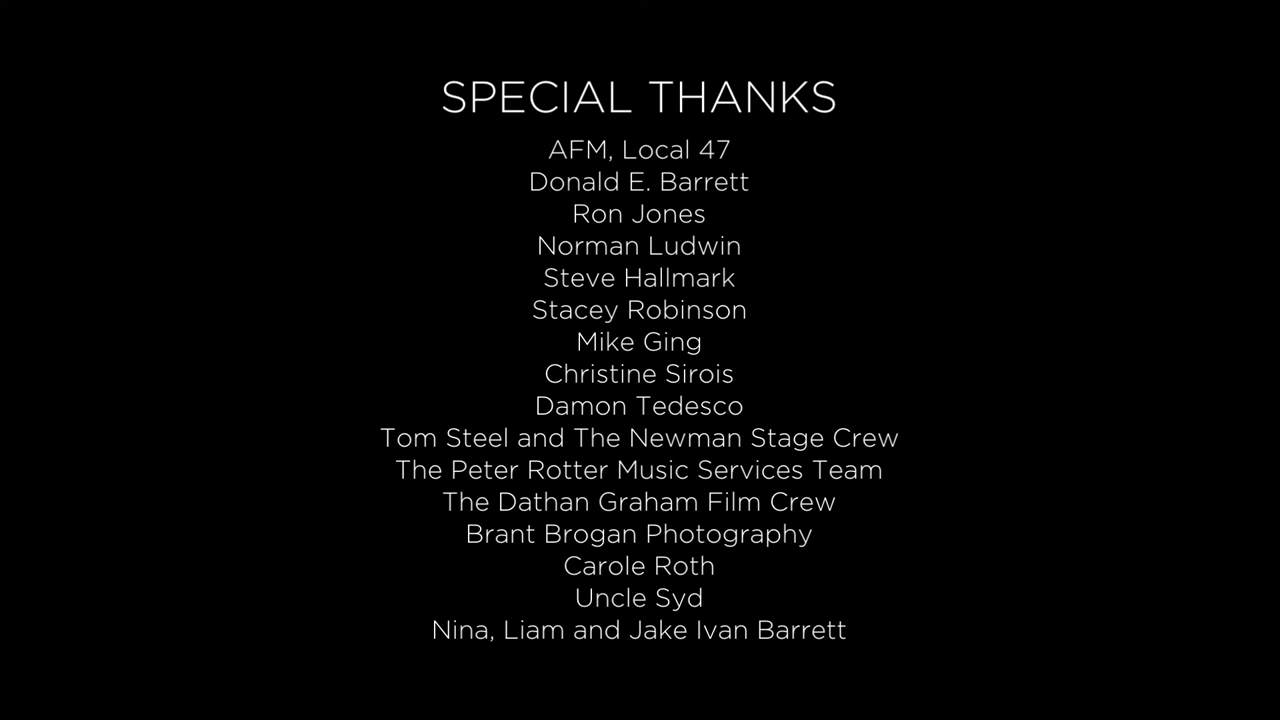 SPECIAL THANKS
AFM, Local 47
Donald E. Barrett
Ron Jones
Norman Ludwin
Steve Hallmark
Stacey Robinson
Mike Ging
Christine Sirois
Damon Tedesco
Tom Steel and The Newman Stage Crew
The Peter Rotter Music Services Team
The Dathan Graham Film Crew
Brant Brogan Photography
Carole Roth
Uncle Syd
Nina, Liam and Jake Ivan Barrett